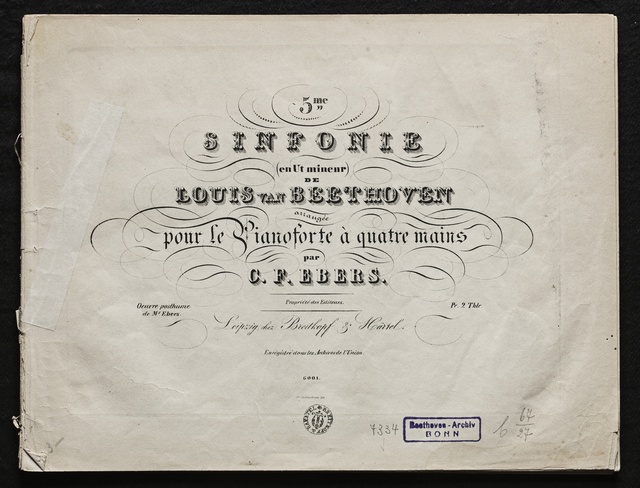 5me
SINFONIE
(en Ut mineur)
DE
LOUIS VAN BEETHOVEN
arrangée
pour le Pianoforte à quatre mains
par
C. F. EBERS.
Propriété des Editeurs.
Oeuvre posthume
de Mr. Ebers.
Pr. 2 Thlr
Leipzig, chez Breitkopf & Härtel.
Enregistré dans les Archives de l'Union.
6001.
7334
Beethoven-Archiv
BONN
b 64
27